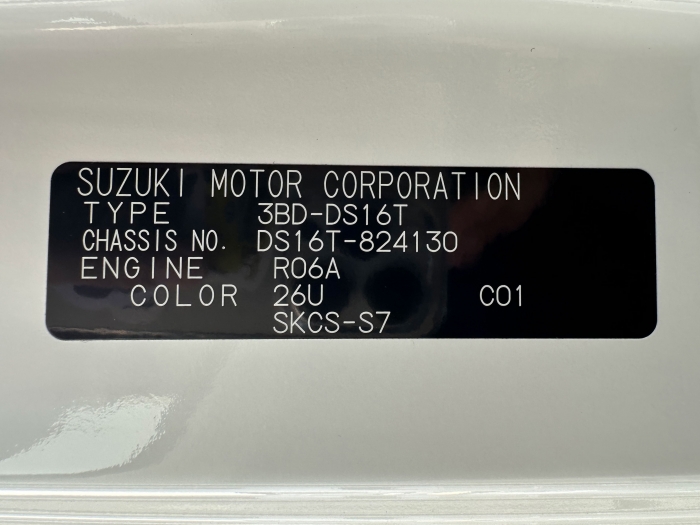 SUZUKI MOTOR CORPORATION
TYPE 3BD-DS16T
CHASSIS NO. DS16T-824130
ENGINE R06A
COLOR 26U C01
SKCS-S7